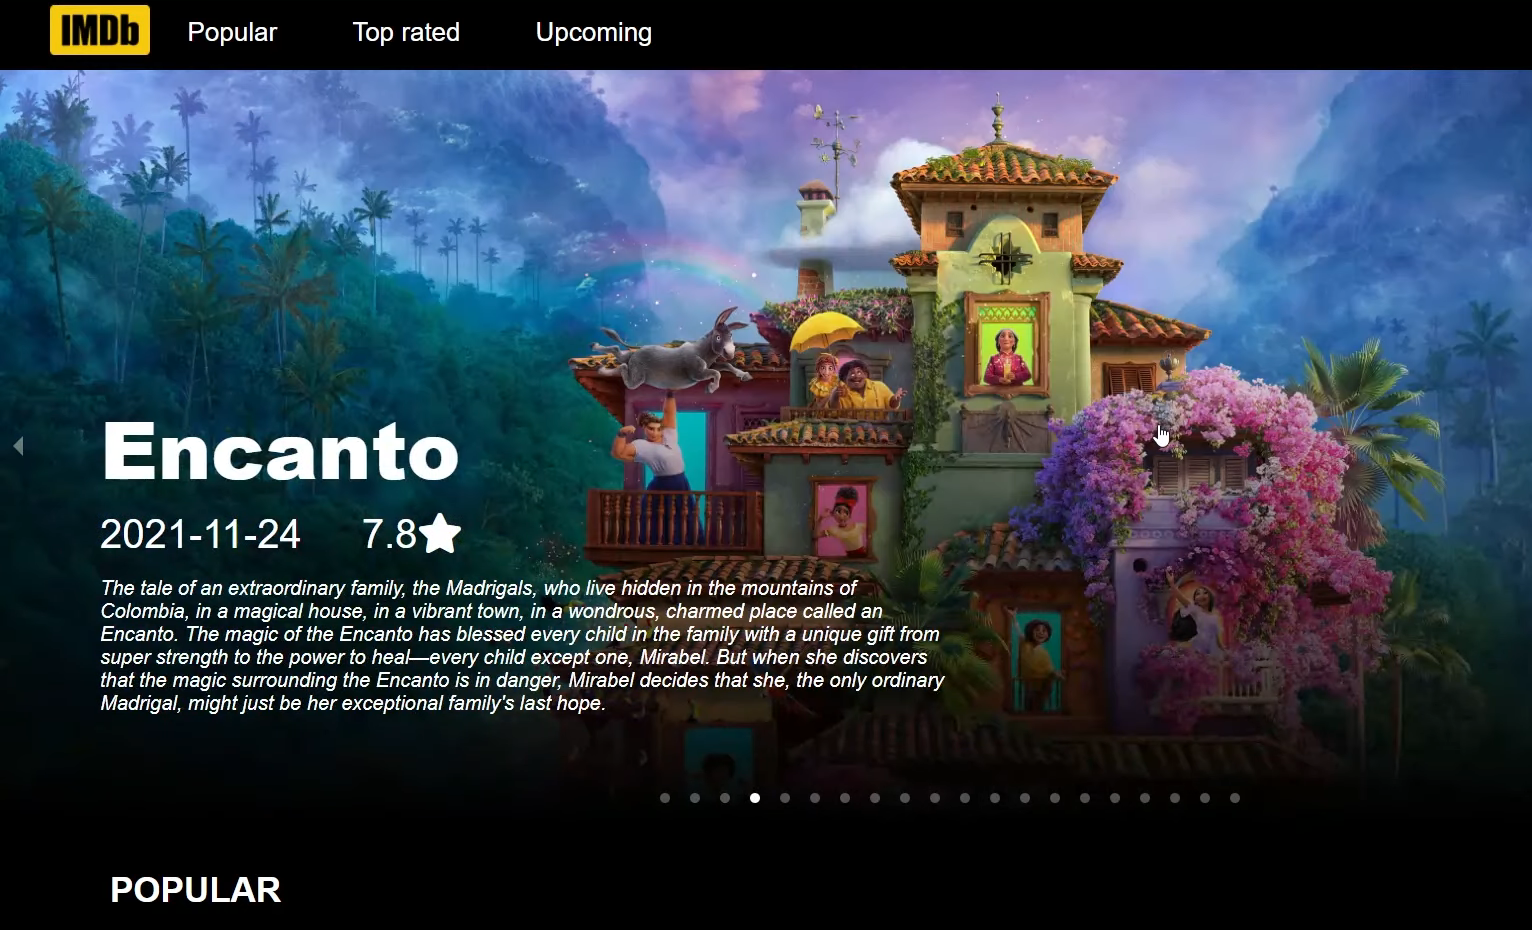 IMDb Popular Top rated Upcoming
Encanto
2021-11-24 7.8
The tale of an extraordinary family, the Madrigals, who live hidden in the mountains of
Colombia, in a magical house, in a vibrant town, in a wondrous, charmed place called an
Encanto. The magic of the Encanto has blessed every child in the family with a unique gift from
super strength to the power to heal—every child except one, Mirabel. But when she discovers
that the magic surrounding the Encanto is in danger, Mirabel decides that she, the only ordinary
Madrigal, might just be her exceptional family's last hope.
POPULAR